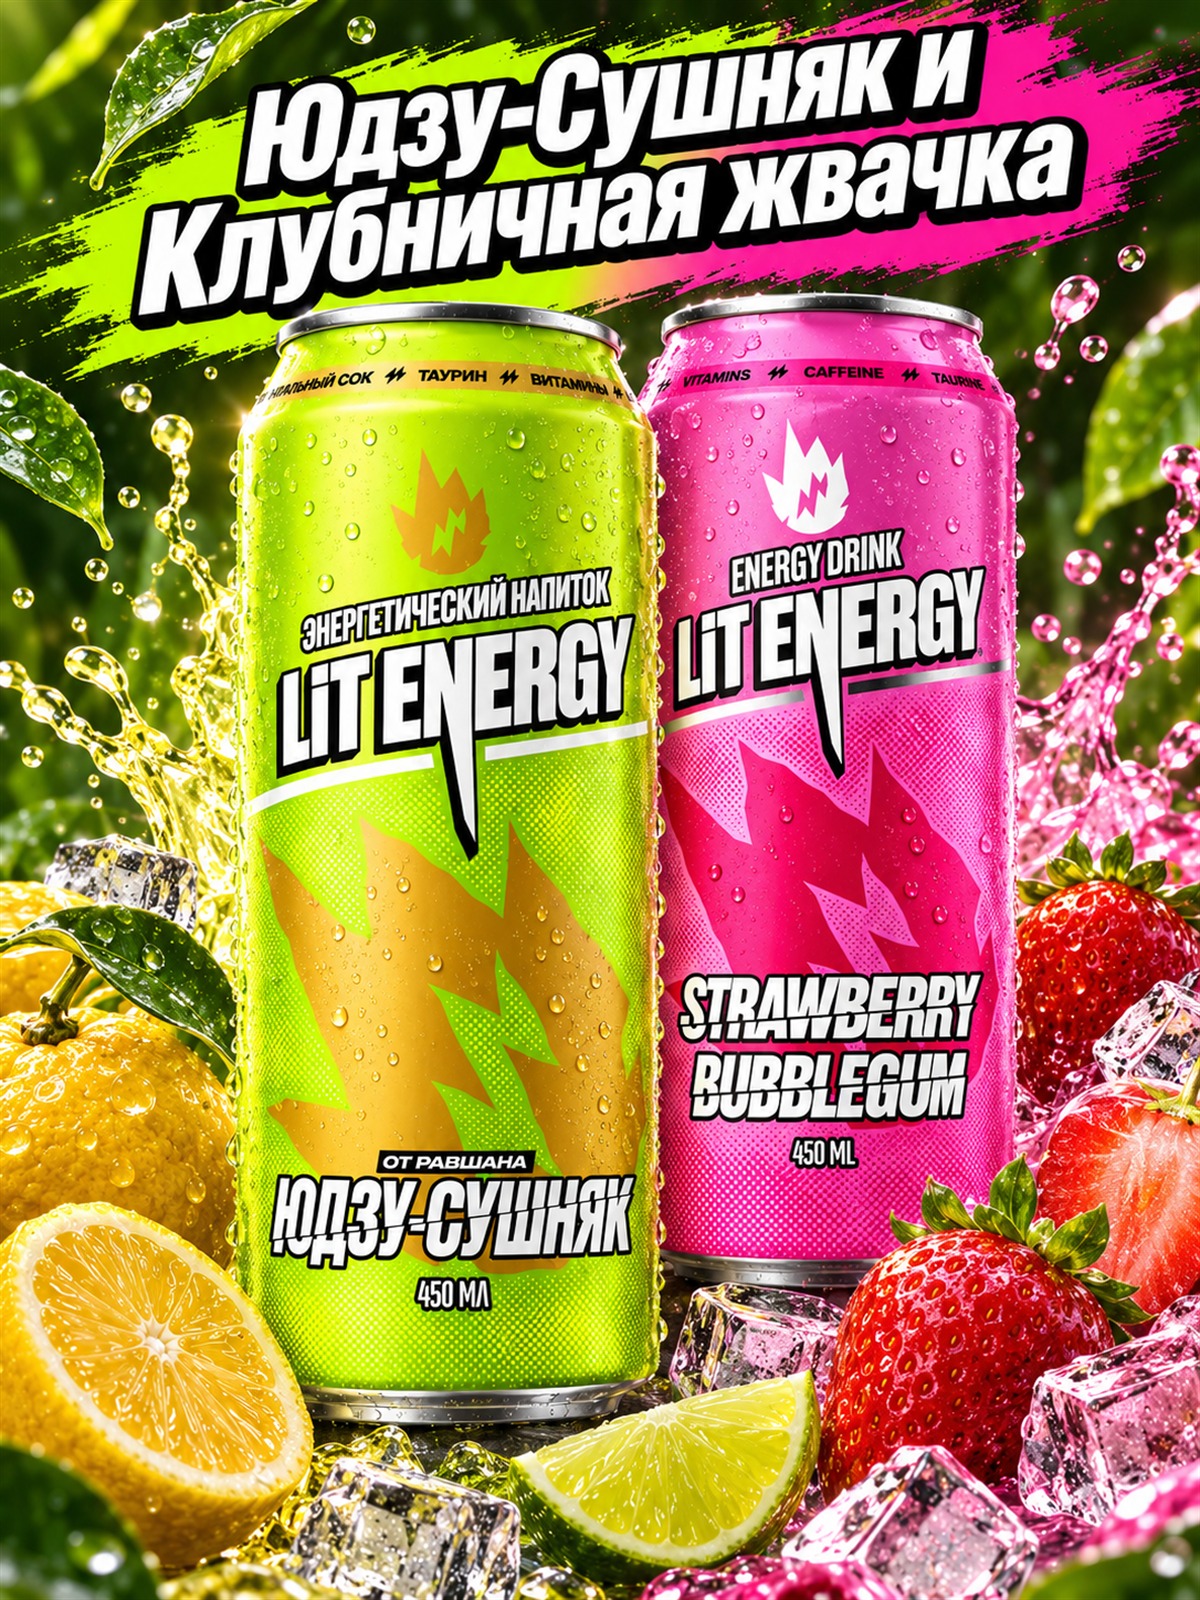 Юдзу-Сушняк и
Клубничная жвачка
ТАУРИН
ВИТАМИНЫ
СОК
VITAMINS
CAFFEINE
TAURINE
ЭНЕРГЕТИЧЕСКИЙ НАПИТОК
LiT ENERGY
ENERGY DRINK
LiT ENERGY
STRAWBERRY
BUBBLEGUM
450 ML
ОТ РАВШАНА
ЮДЗУ-СУШНЯК
450 МЛ